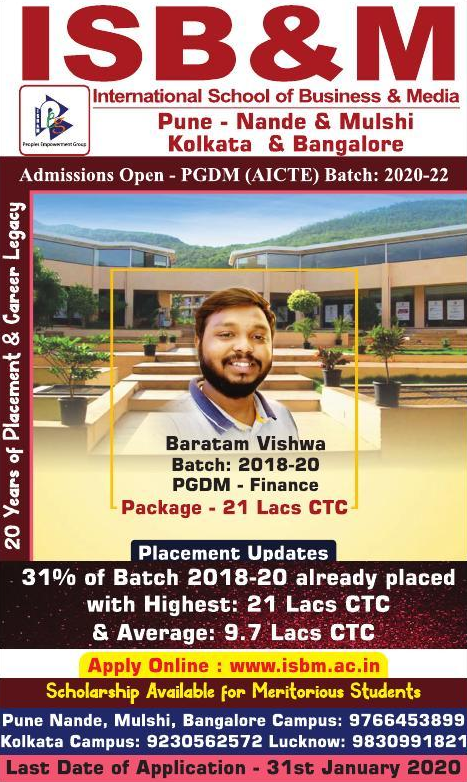 ISB&M
International School of Business & Media
Peoples Empowerment Group
Pune - Nande & Mulshi
Kolkata & Bangalore
Admissions Open - PGDM (AICTE) Batch: 2020-22
20 Years of Placement & Career Legacy
Baratam Vishwa
Batch: 2018-20
PGDM - Finance
Package - 21 Lacs CTC
Placement Updates
31% of Batch 2018-20 already placed
with Highest: 21 Lacs CTC
& Average: 9.7 Lacs CTC
Apply Online : www.isbm.ac.in
Scholarship Available for Meritorious Students
Pune Nande, Mulshi, Bangalore Campus: 9766453899
Kolkata Campus: 9230562572 Lucknow: 9830991821
Last Date of Application - 31st January 2020